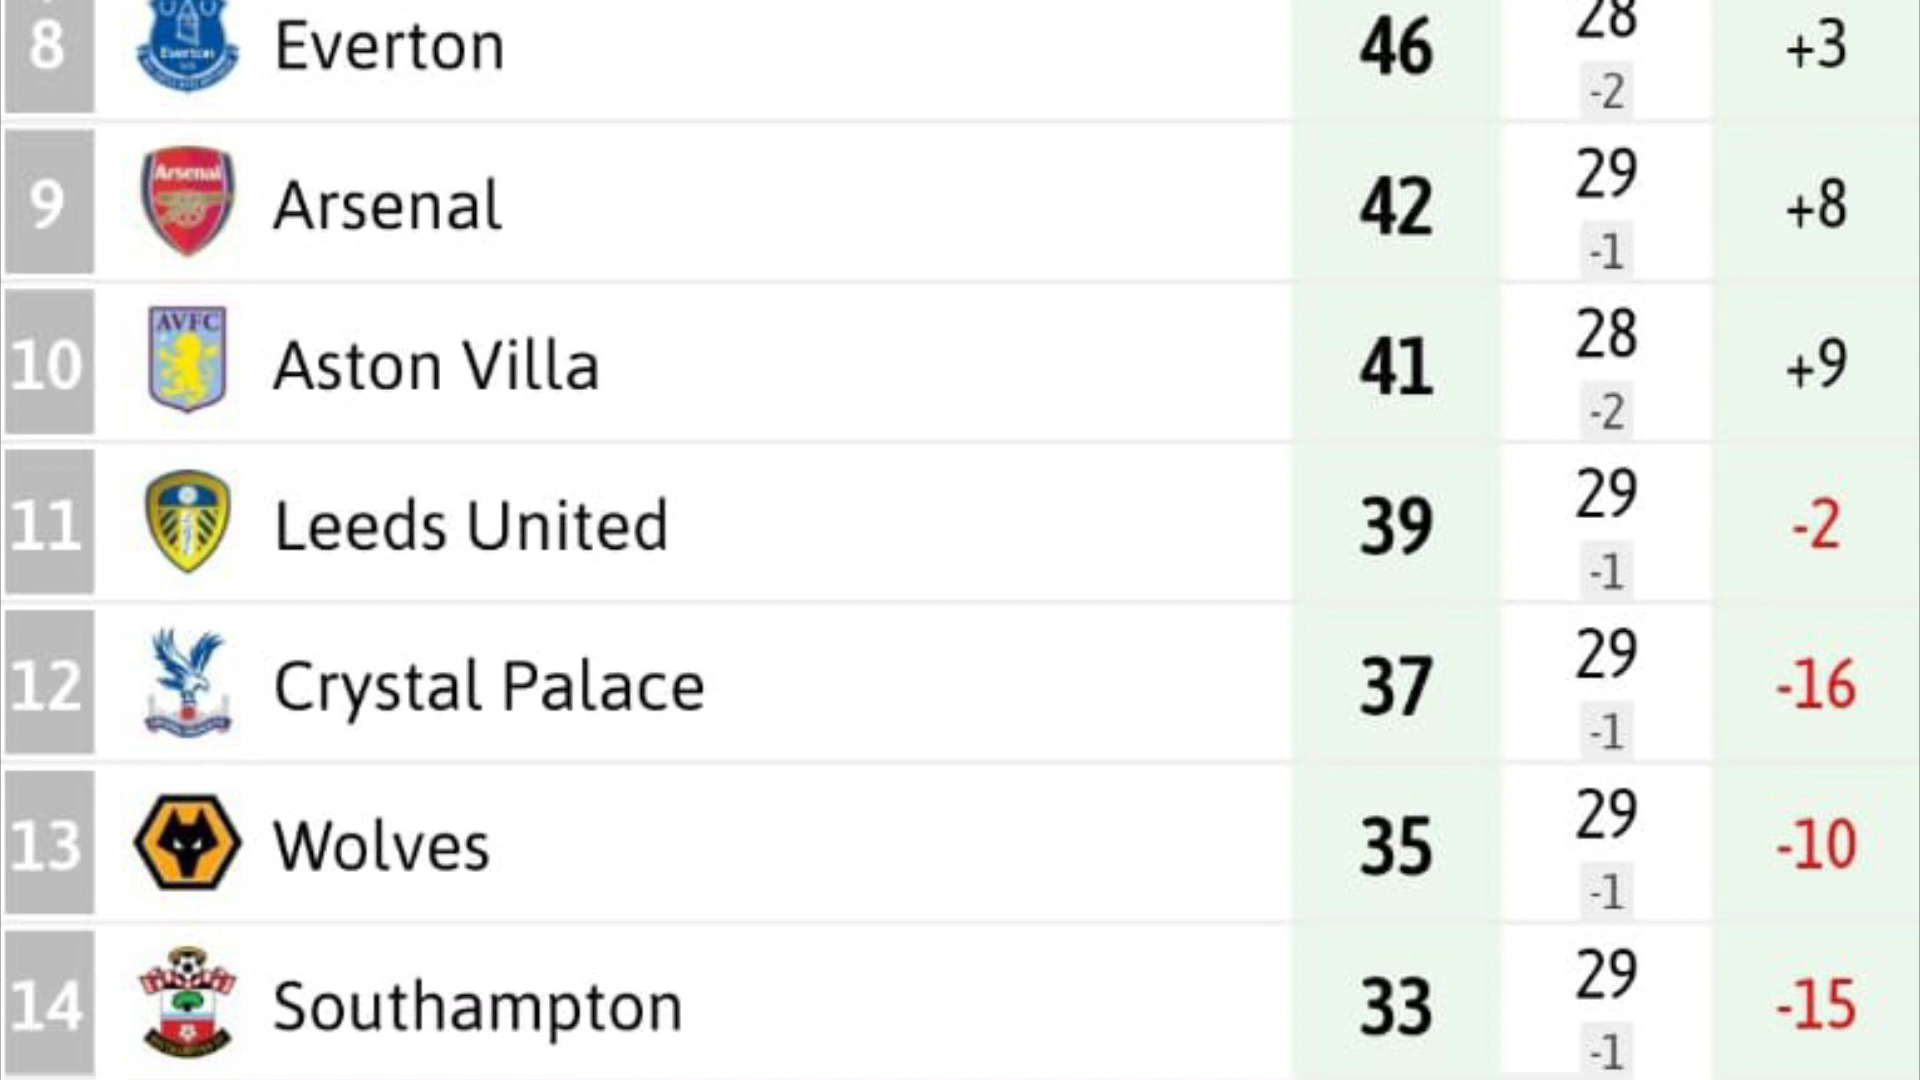 8 Everton 46 28 +3
-2
9 Arsenal Arsenal 42 29 +8
-1
10 AVFC Aston Villa 41 28 +9
-2
11 Leeds United 39 29 -2
-1
12 Crystal Palace 37 29 -16
-1
13 Wolves 35 29 -10
-1
14 Southampton 33 29 -15
-1